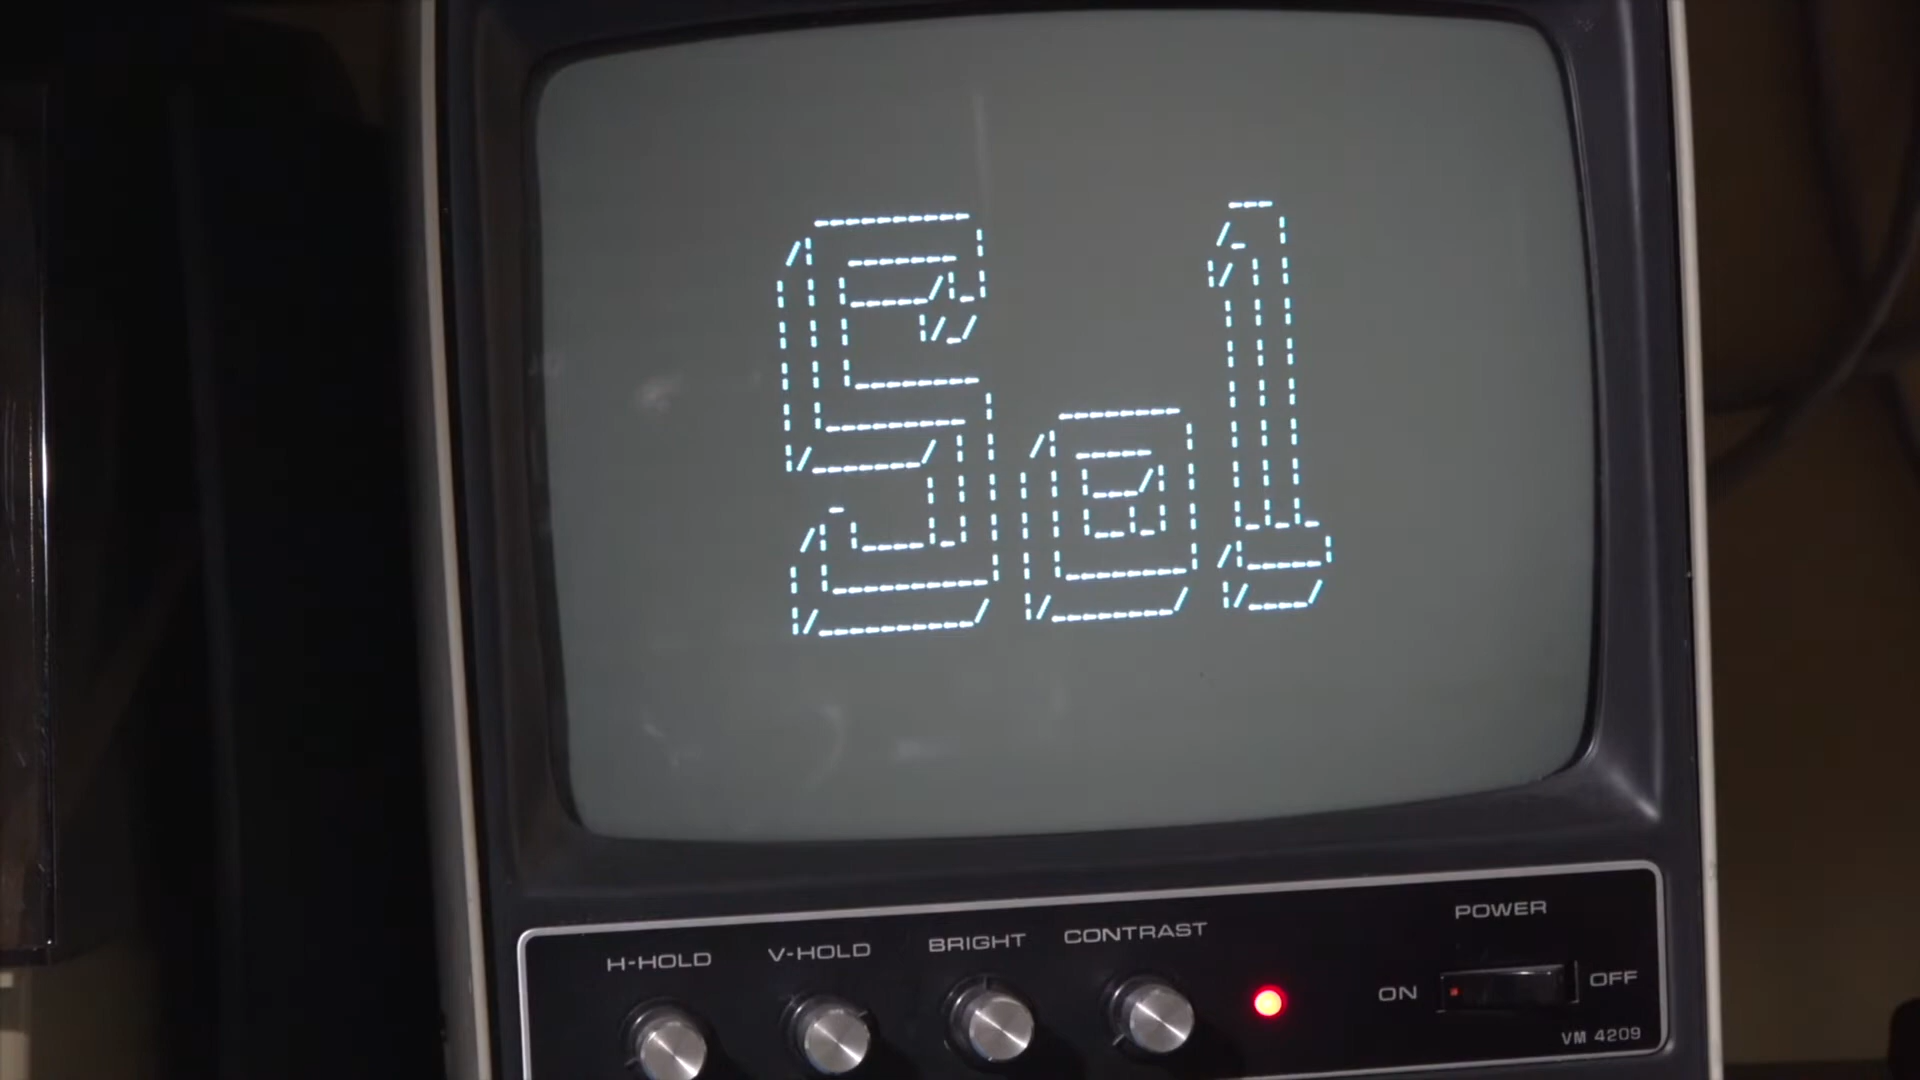 Sol
POWER
H-HOLD V-HOLD BRIGHT CONTRAST
ON OFF
VM 4209